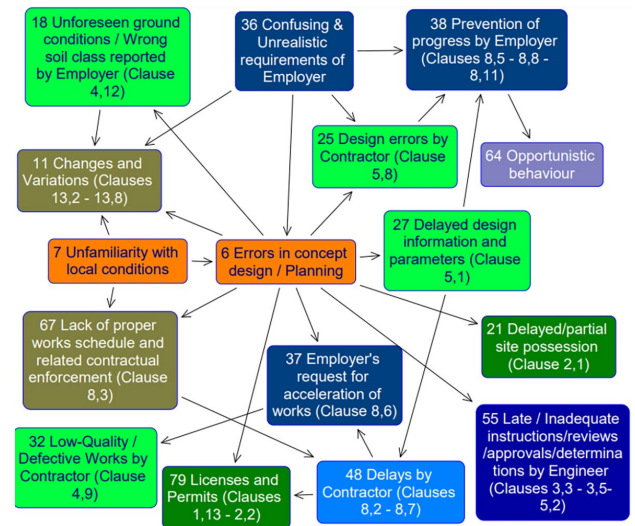 18 Unforeseen ground
conditions / Wrong
soil class reported
by Employer (Clause
4,12)
36 Confusing &
Unrealistic
requirements of
Employer
38 Prevention of
progress by Employer
(Clauses 8,5 - 8,8 -
8,11)
25 Design errors by
Contractor (Clause
5,8)
64 Opportunistic
behaviour
11 Changes and
Variations (Clauses
13,2 - 13,8)
7 Unfamiliarity with
local conditions
6 Errors in concept
design / Planning
27 Delayed design
information and
parameters (Clause
5,1)
67 Lack of proper
works schedule and
related contractual
enforcement (Clause
8,3)
37 Employer's
request for
acceleration of
works (Clause 8,6)
21 Delayed/partial
site possession
(Clause 2,1)
32 Low-Quality /
Defective Works by
Contractor (Clause
4,9)
79 Licenses and
Permits (Clauses
1,13 - 2,2)
48 Delays by
Contractor (Clauses
8,2 - 8,7)
55 Late / Inadequate
instructions/reviews
/approvals/determina
tions by Engineer
(Clauses 3,3 - 3,5-
5,2)